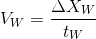 V_W = \frac{\Delta X_W}{t_W}